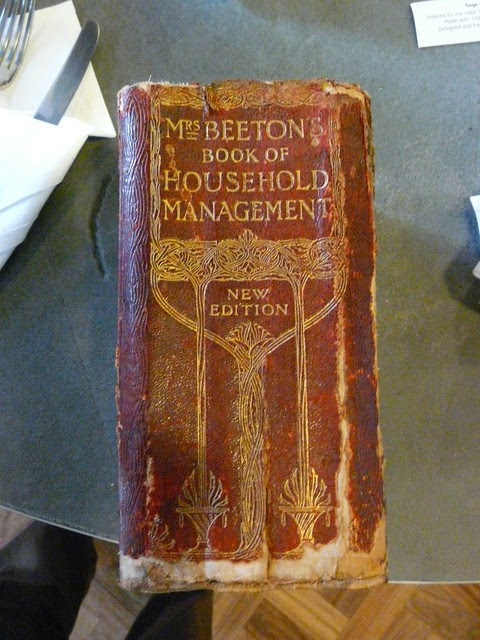 MRS BEETON'S
BOOK OF
HOUSEHOLD
MANAGEMENT
NEW
EDITION